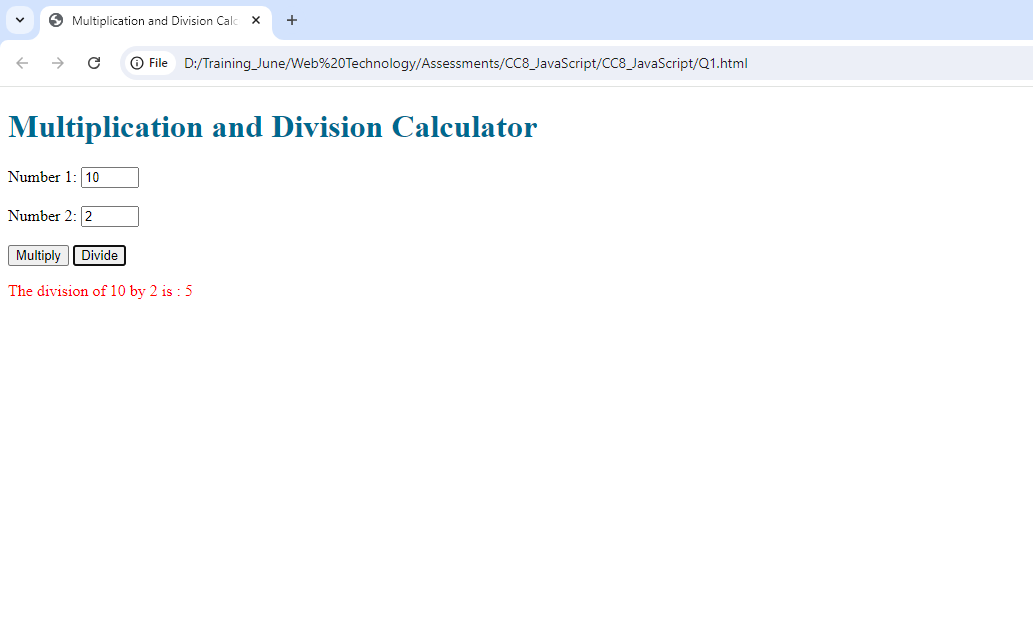 Multiplication and Division Calc
File D:/Training_June/Web%20Technology/Assessments/CC8_JavaScript/CC8_JavaScript/Q1.html
Multiplication and Division Calculator
Number 1: 10
Number 2: 2
Multiply Divide
The division of 10 by 2 is : 5